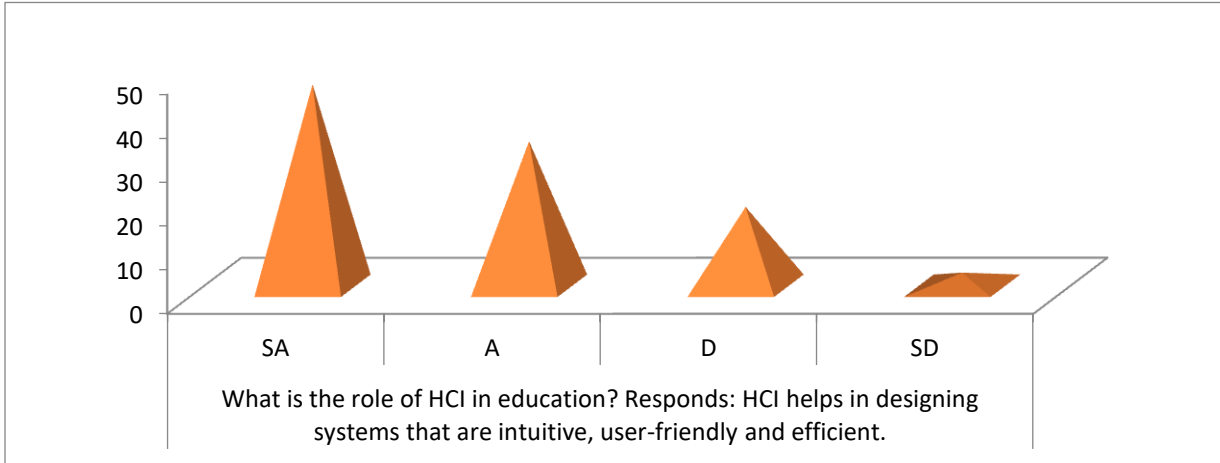 50
40
30
20
10
0
SA A D SD
What is the role of HCI in education? Responds: HCI helps in designing
systems that are intuitive, user-friendly and efficient.